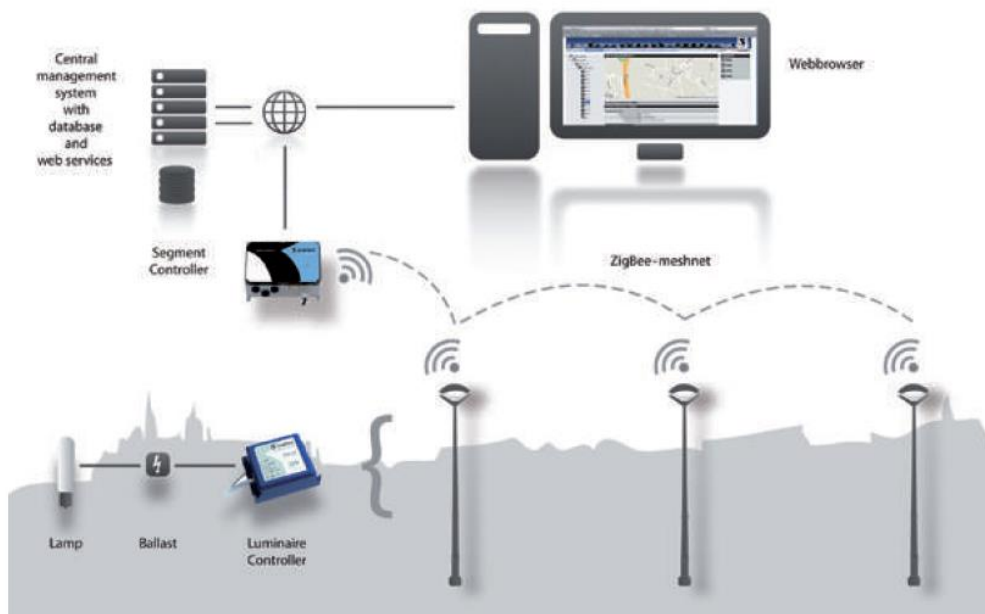 Central
management
system
with
database
and
web services
Webbrowser
Segment
Controller
ZigBee-meshnet
Lamp
Ballast
Luminaire
Controller